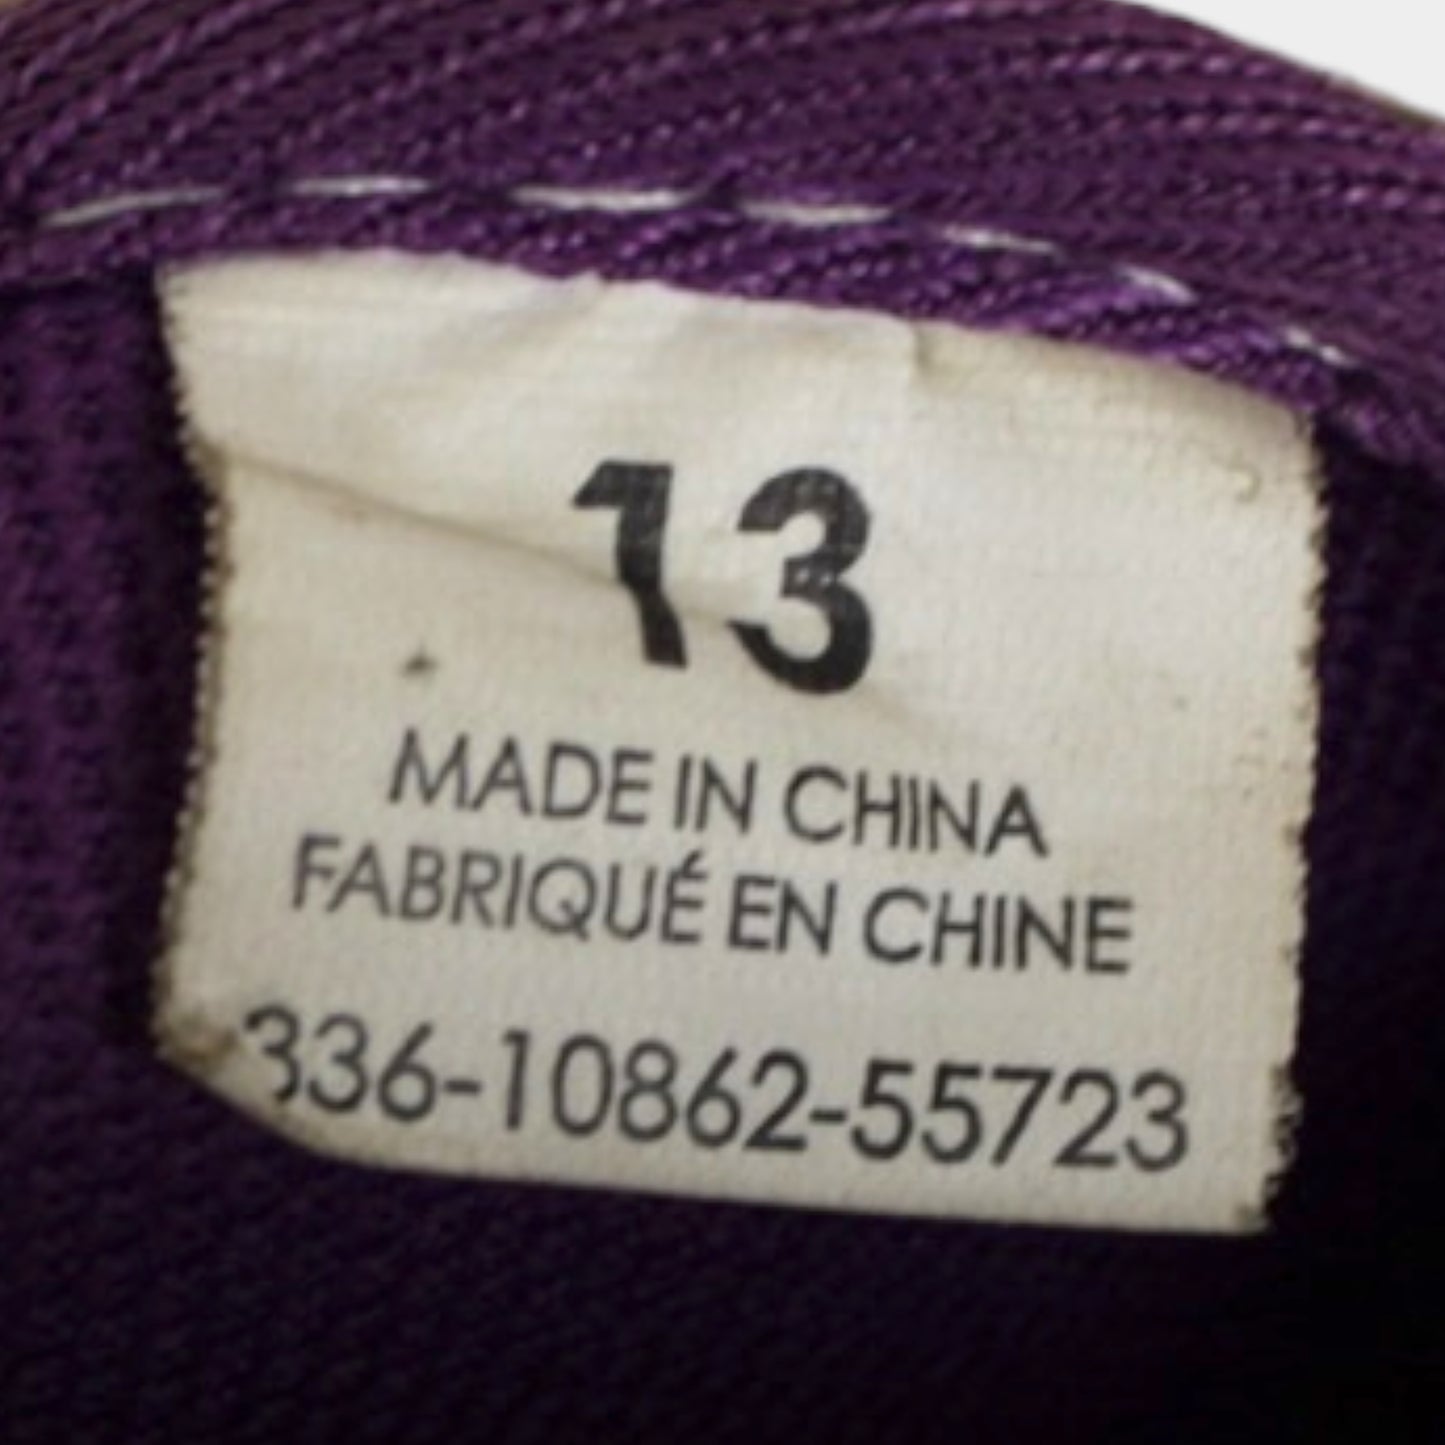 13
MADE IN CHINA
FABRIQUÉ EN CHINE
336-10862-55723